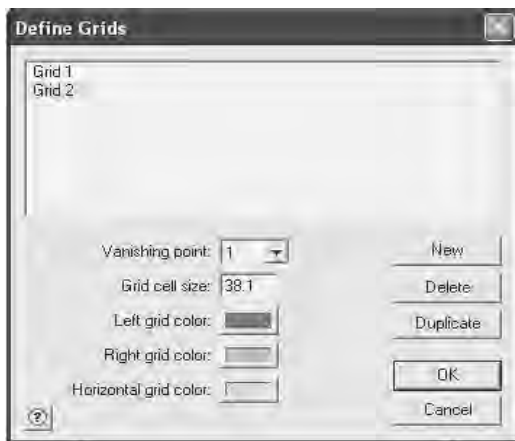 Define Grids
Grid 1
Grid 2
Vanishing point: 1
New
Grid cell size: 38.1
Delete
Left grid color:
Duplicate
Right grid color:
OK
Horizontal grid color:
?
Cancel